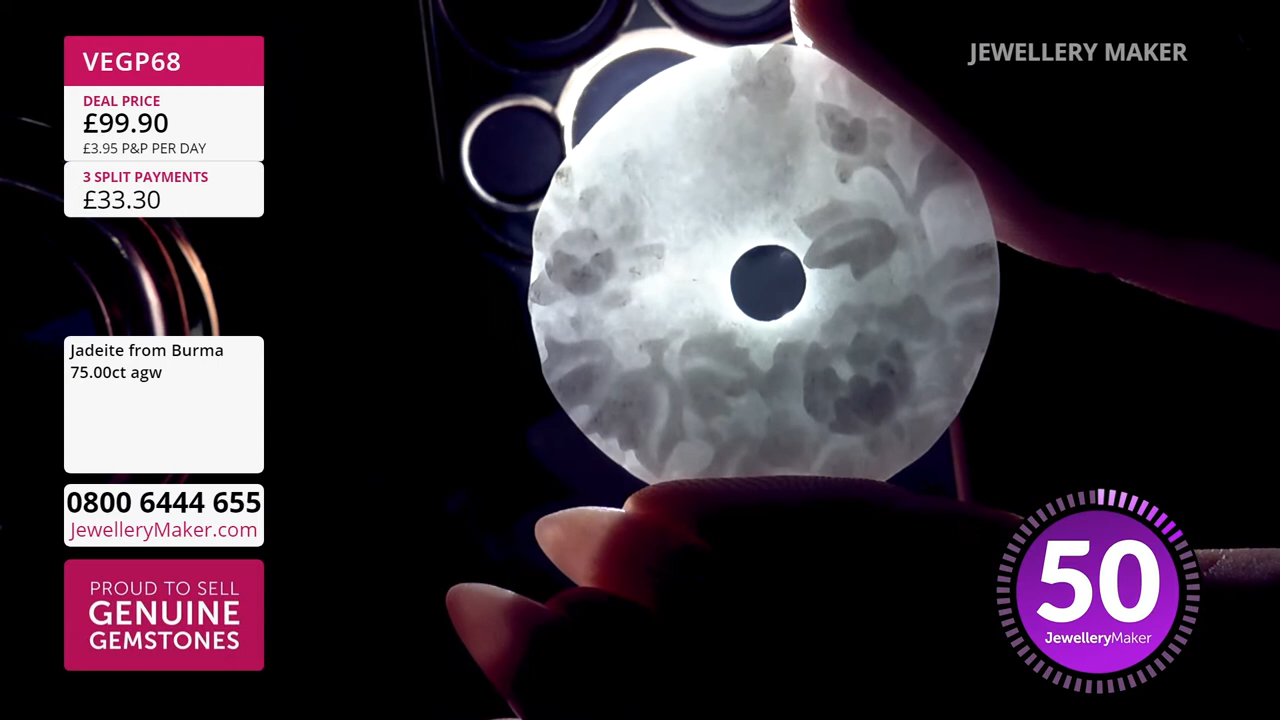 VEGP68
DEAL PRICE
£99.90
£3.95 P&P PER DAY
3 SPLIT PAYMENTS
£33.30
Jadeite from Burma
75.00ct agw
0800 6444 655
JewelleryMaker.com
PROUD TO SELL
GENUINE
GEMSTONES
JEWELLERY MAKER
50
JewelleryMaker